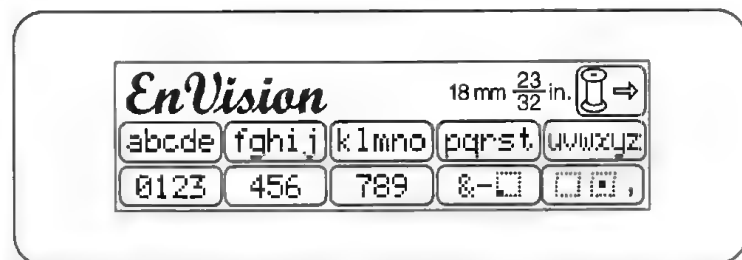 EnVision 18 mm 23/32 in.
abcde fghij klmno pqrst uvwxyz
0123 456 789 &- ,